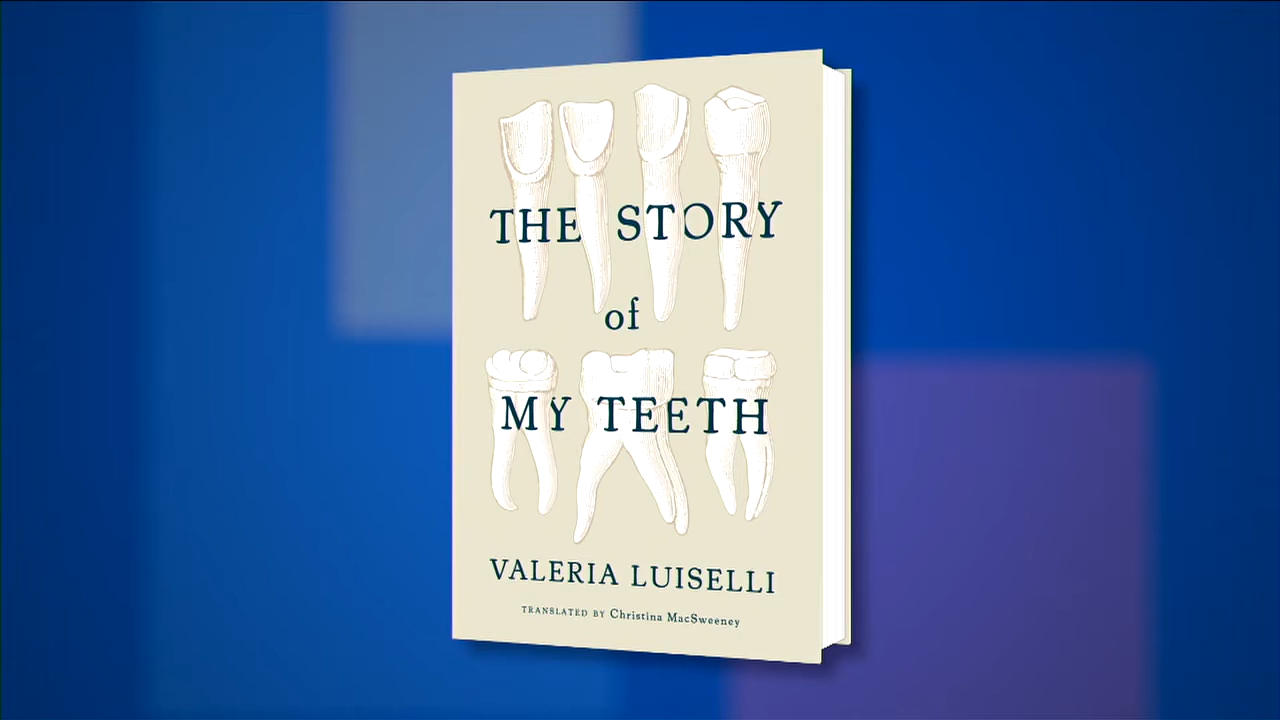 THE STORY
of
MY TEETH
VALERIA LUISELLI
TRANSLATED BY Christina MacSweeney